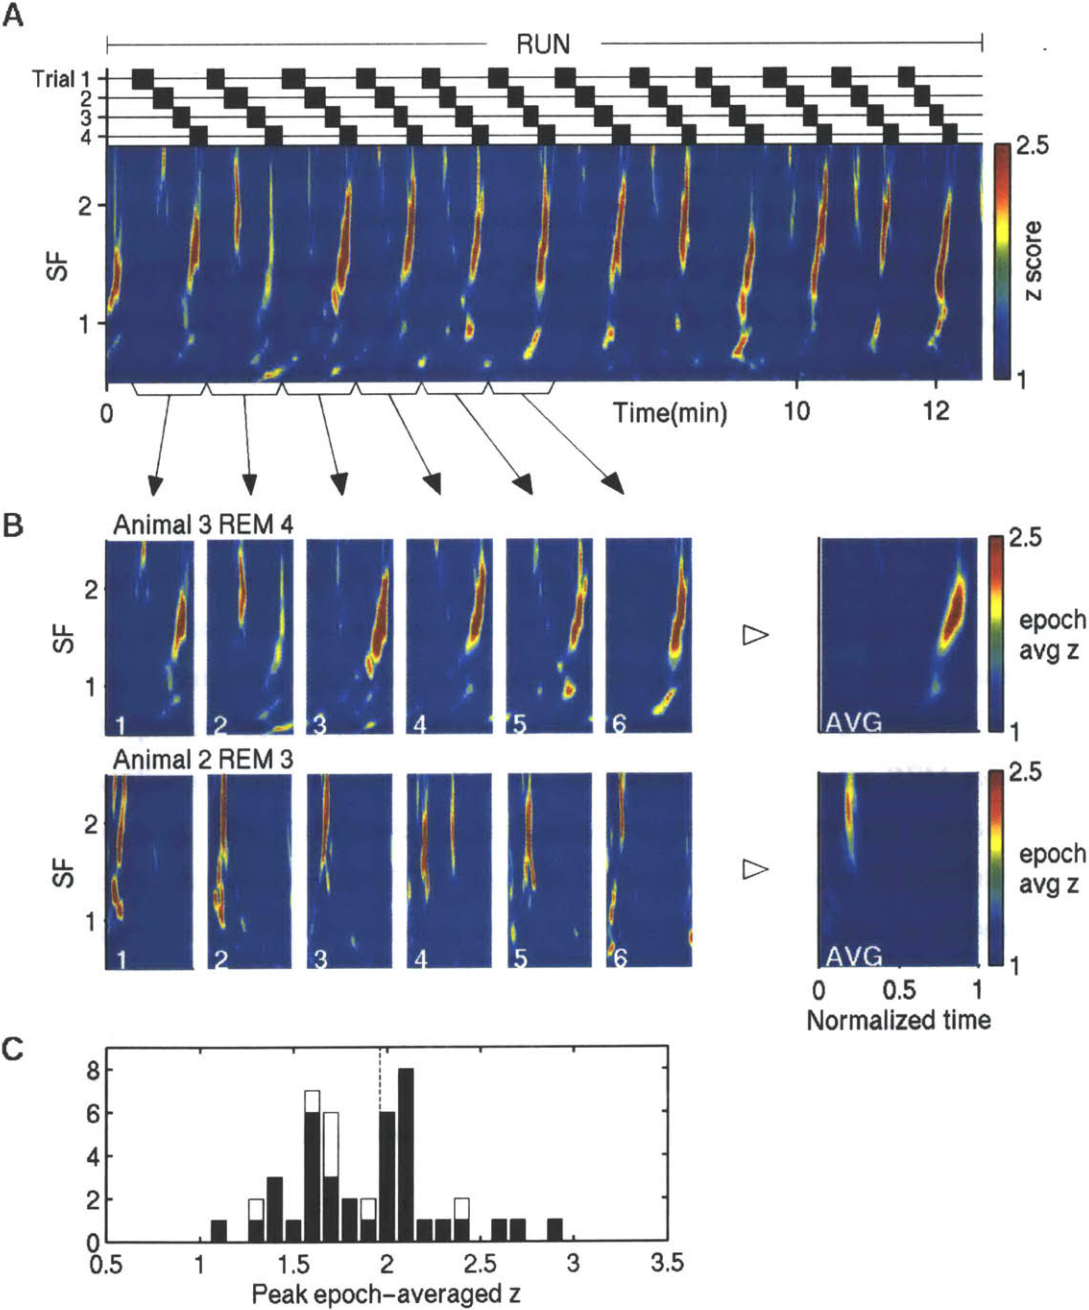 A
RUN
Trial 1
2
3
4
SF
2
1
2.5
z score
1
0
Time(min)
10
12
B
Animal 3 REM 4
SF
2
1
1
2
3
4
5
6
AVG
2.5
epoch
avg z
1
Animal 2 REM 3
SF
2
1
1
2
3
4
5
6
AVG
2.5
epoch
avg z
1
0
0.5
1
Normalized time
C
8
6
4
2
0
0.5
1
1.5
2
2.5
3
3.5
Peak epoch-averaged z